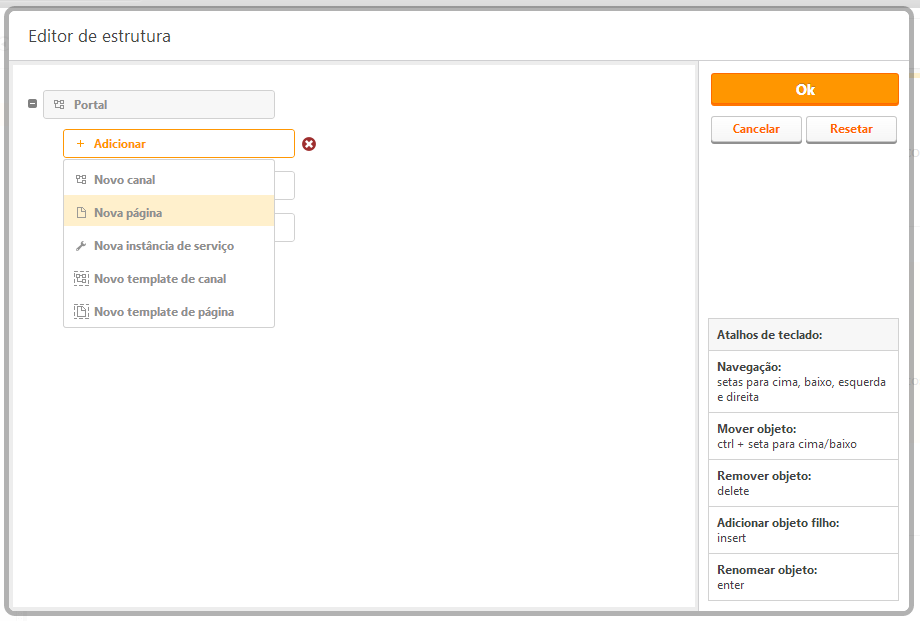 Editor de estrutura
Portal
+ Adicionar
Novo canal
Nova página
Nova instância de serviço
Novo template de canal
Novo template de página
Ok
Cancelar
Resetar
Atalhos de teclado:
Navegação:
setas para cima, baixo, esquerda
e direita
Mover objeto:
ctrl + seta para cima/baixo
Remover objeto:
delete
Adicionar objeto filho:
insert
Renomear objeto:
enter